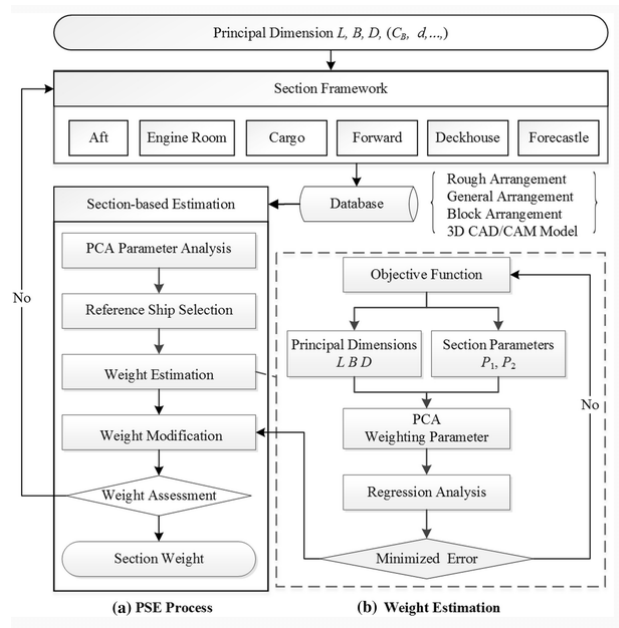 Principal Dimension L, B, D, (C_B, d,...,)
Section Framework
Aft
Engine Room
Cargo
Forward
Deckhouse
Forecastle
Section-based Estimation
Database
Rough Arrangement
General Arrangement
Block Arrangement
3D CAD/CAM Model
PCA Parameter Analysis
Reference Ship Selection
Weight Estimation
Weight Modification
Weight Assessment
Section Weight
No
Objective Function
Principal Dimensions
L B D
Section Parameters
P₁, P₂
PCA
Weighting Parameter
Regression Analysis
Minimized Error
No
(a) PSE Process
(b) Weight Estimation